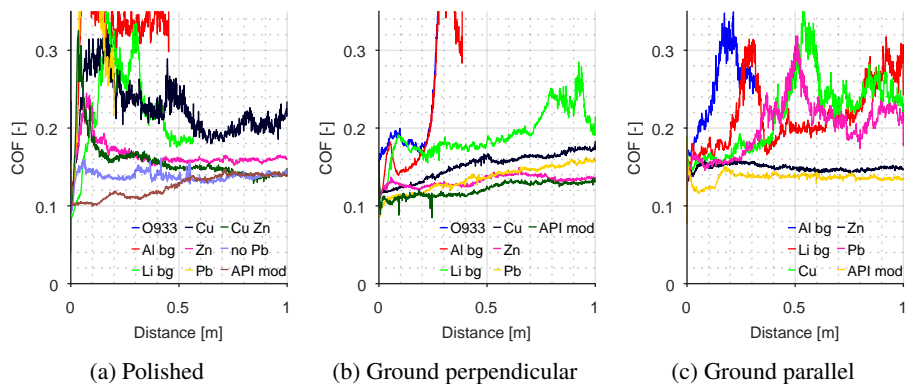 COF [-]
0.3
0.2
0.1
0
0
0.5
1
Distance [m]
O933
Cu
Cu Zn
Al bg
Zn
no Pb
Li bg
Pb
API mod
(a) Polished
COF [-]
0.3
0.2
0.1
0
0
0.5
1
Distance [m]
O933
Cu
API mod
Al bg
Zn
Li bg
Pb
(b) Ground perpendicular
COF [-]
0.3
0.2
0.1
0
0
0.5
1
Distance [m]
Al bg
Zn
Li bg
Pb
Cu
API mod
(c) Ground parallel